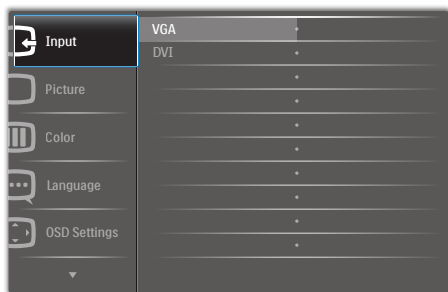 Input
Picture
Color
Language
OSD Settings
VGA
DVI